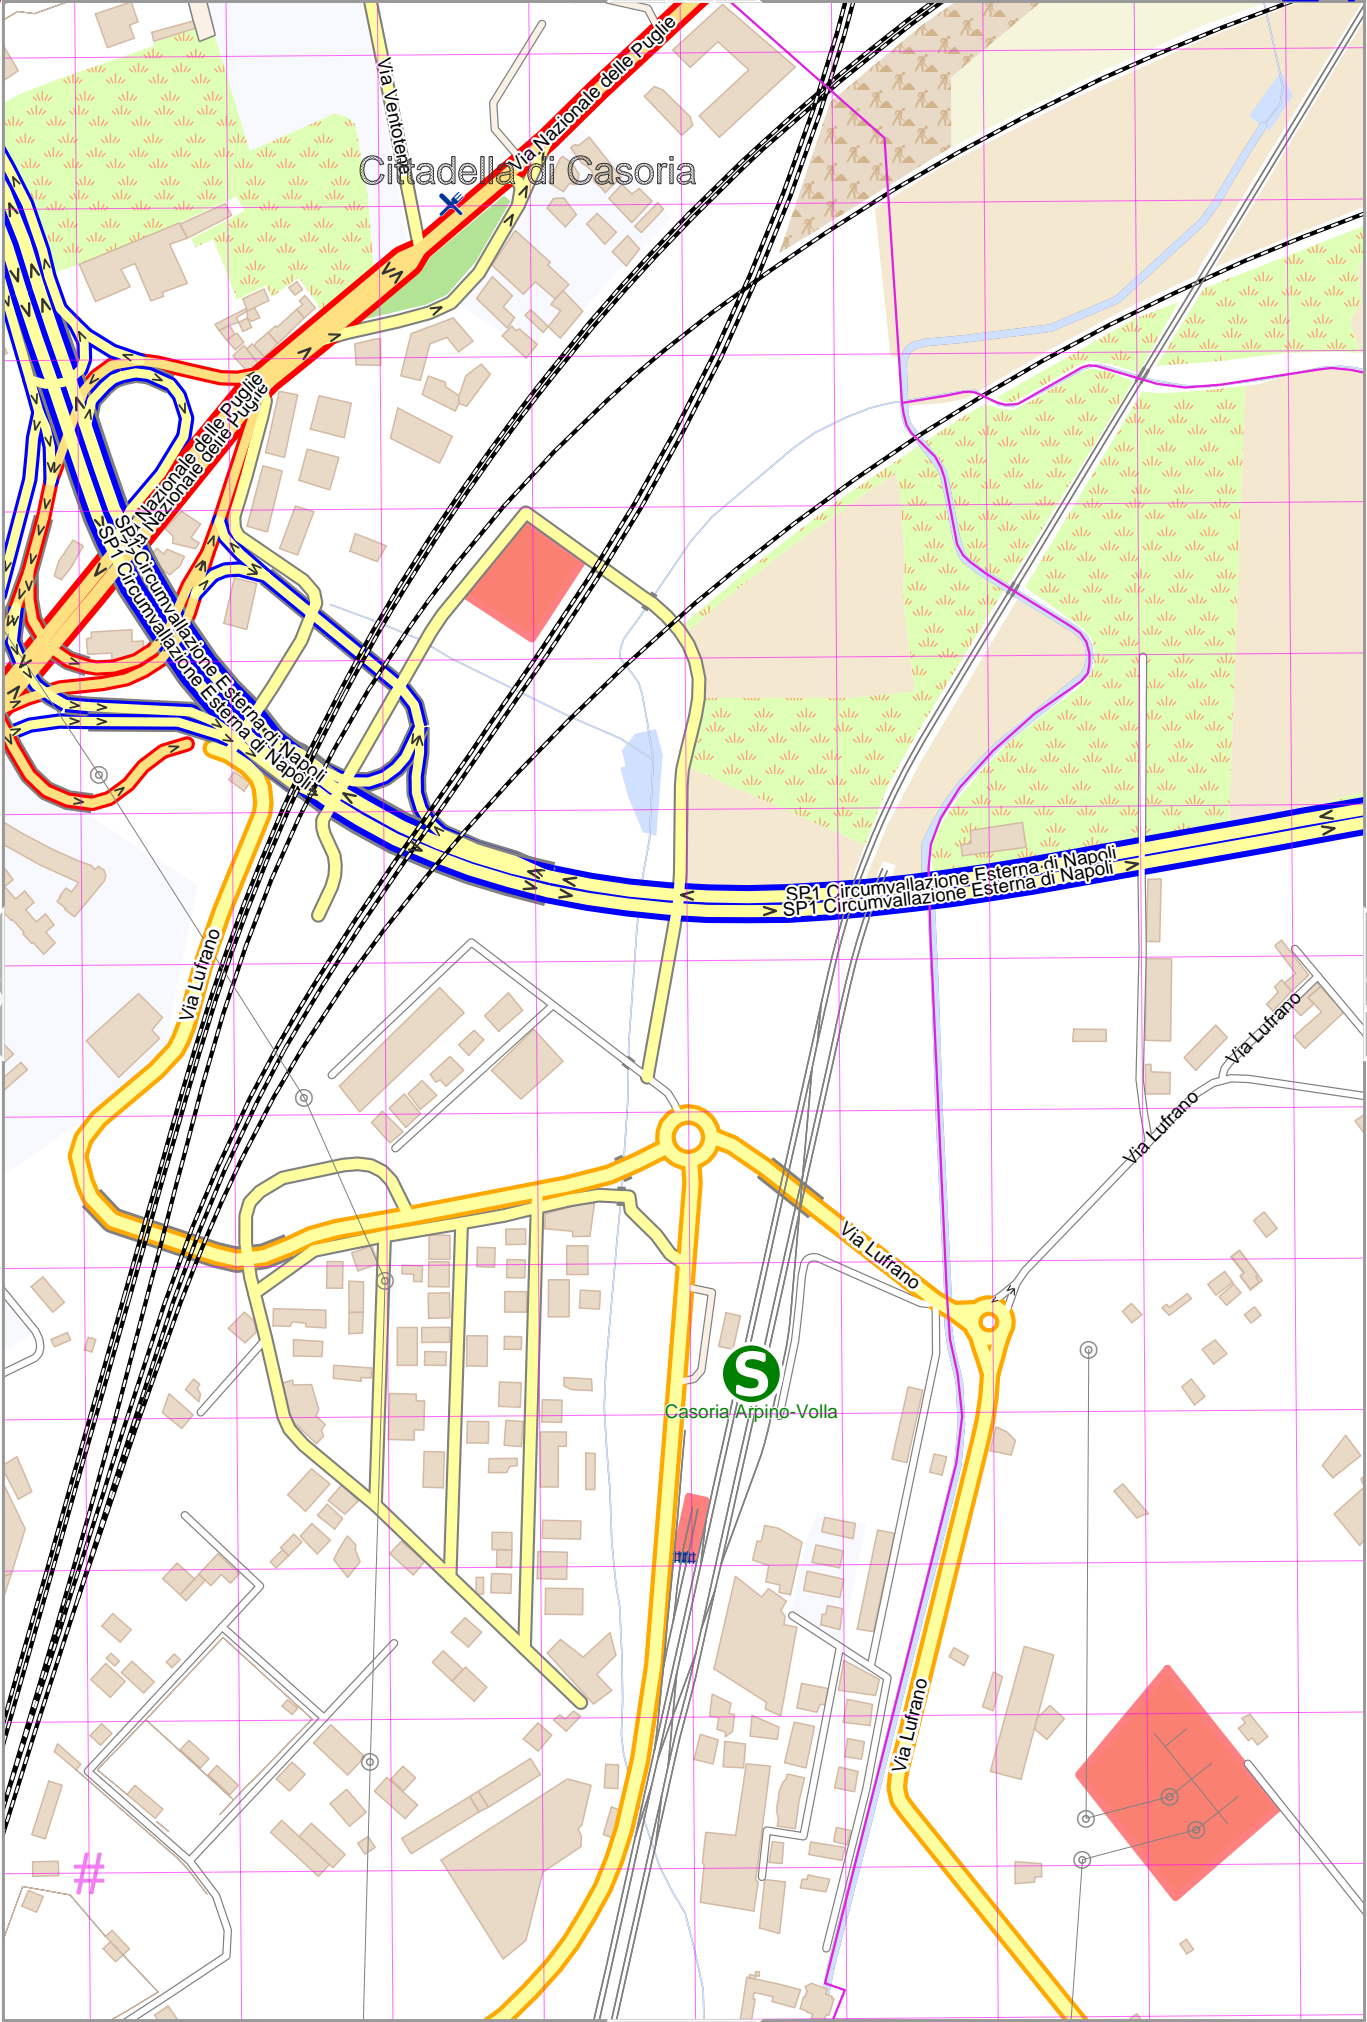 Via Nazionale delle Puglie
Via Ventotene
Cittadella di Casoria
Via Nazionale delle Puglie
Via Nazionale delle Puglie
SP1 Circumvallazione Esterna di Napoli
SP1 Circumvallazione Esterna di Napoli
SP1 Circumvallazione Esterna di Napoli
SP1 Circumvallazione Esterna di Napoli
Via Lufrano
Via Lufrano
Via Lufrano
Via Lufrano
S
Casoria Arpino-Volla
Via Lufrano
#